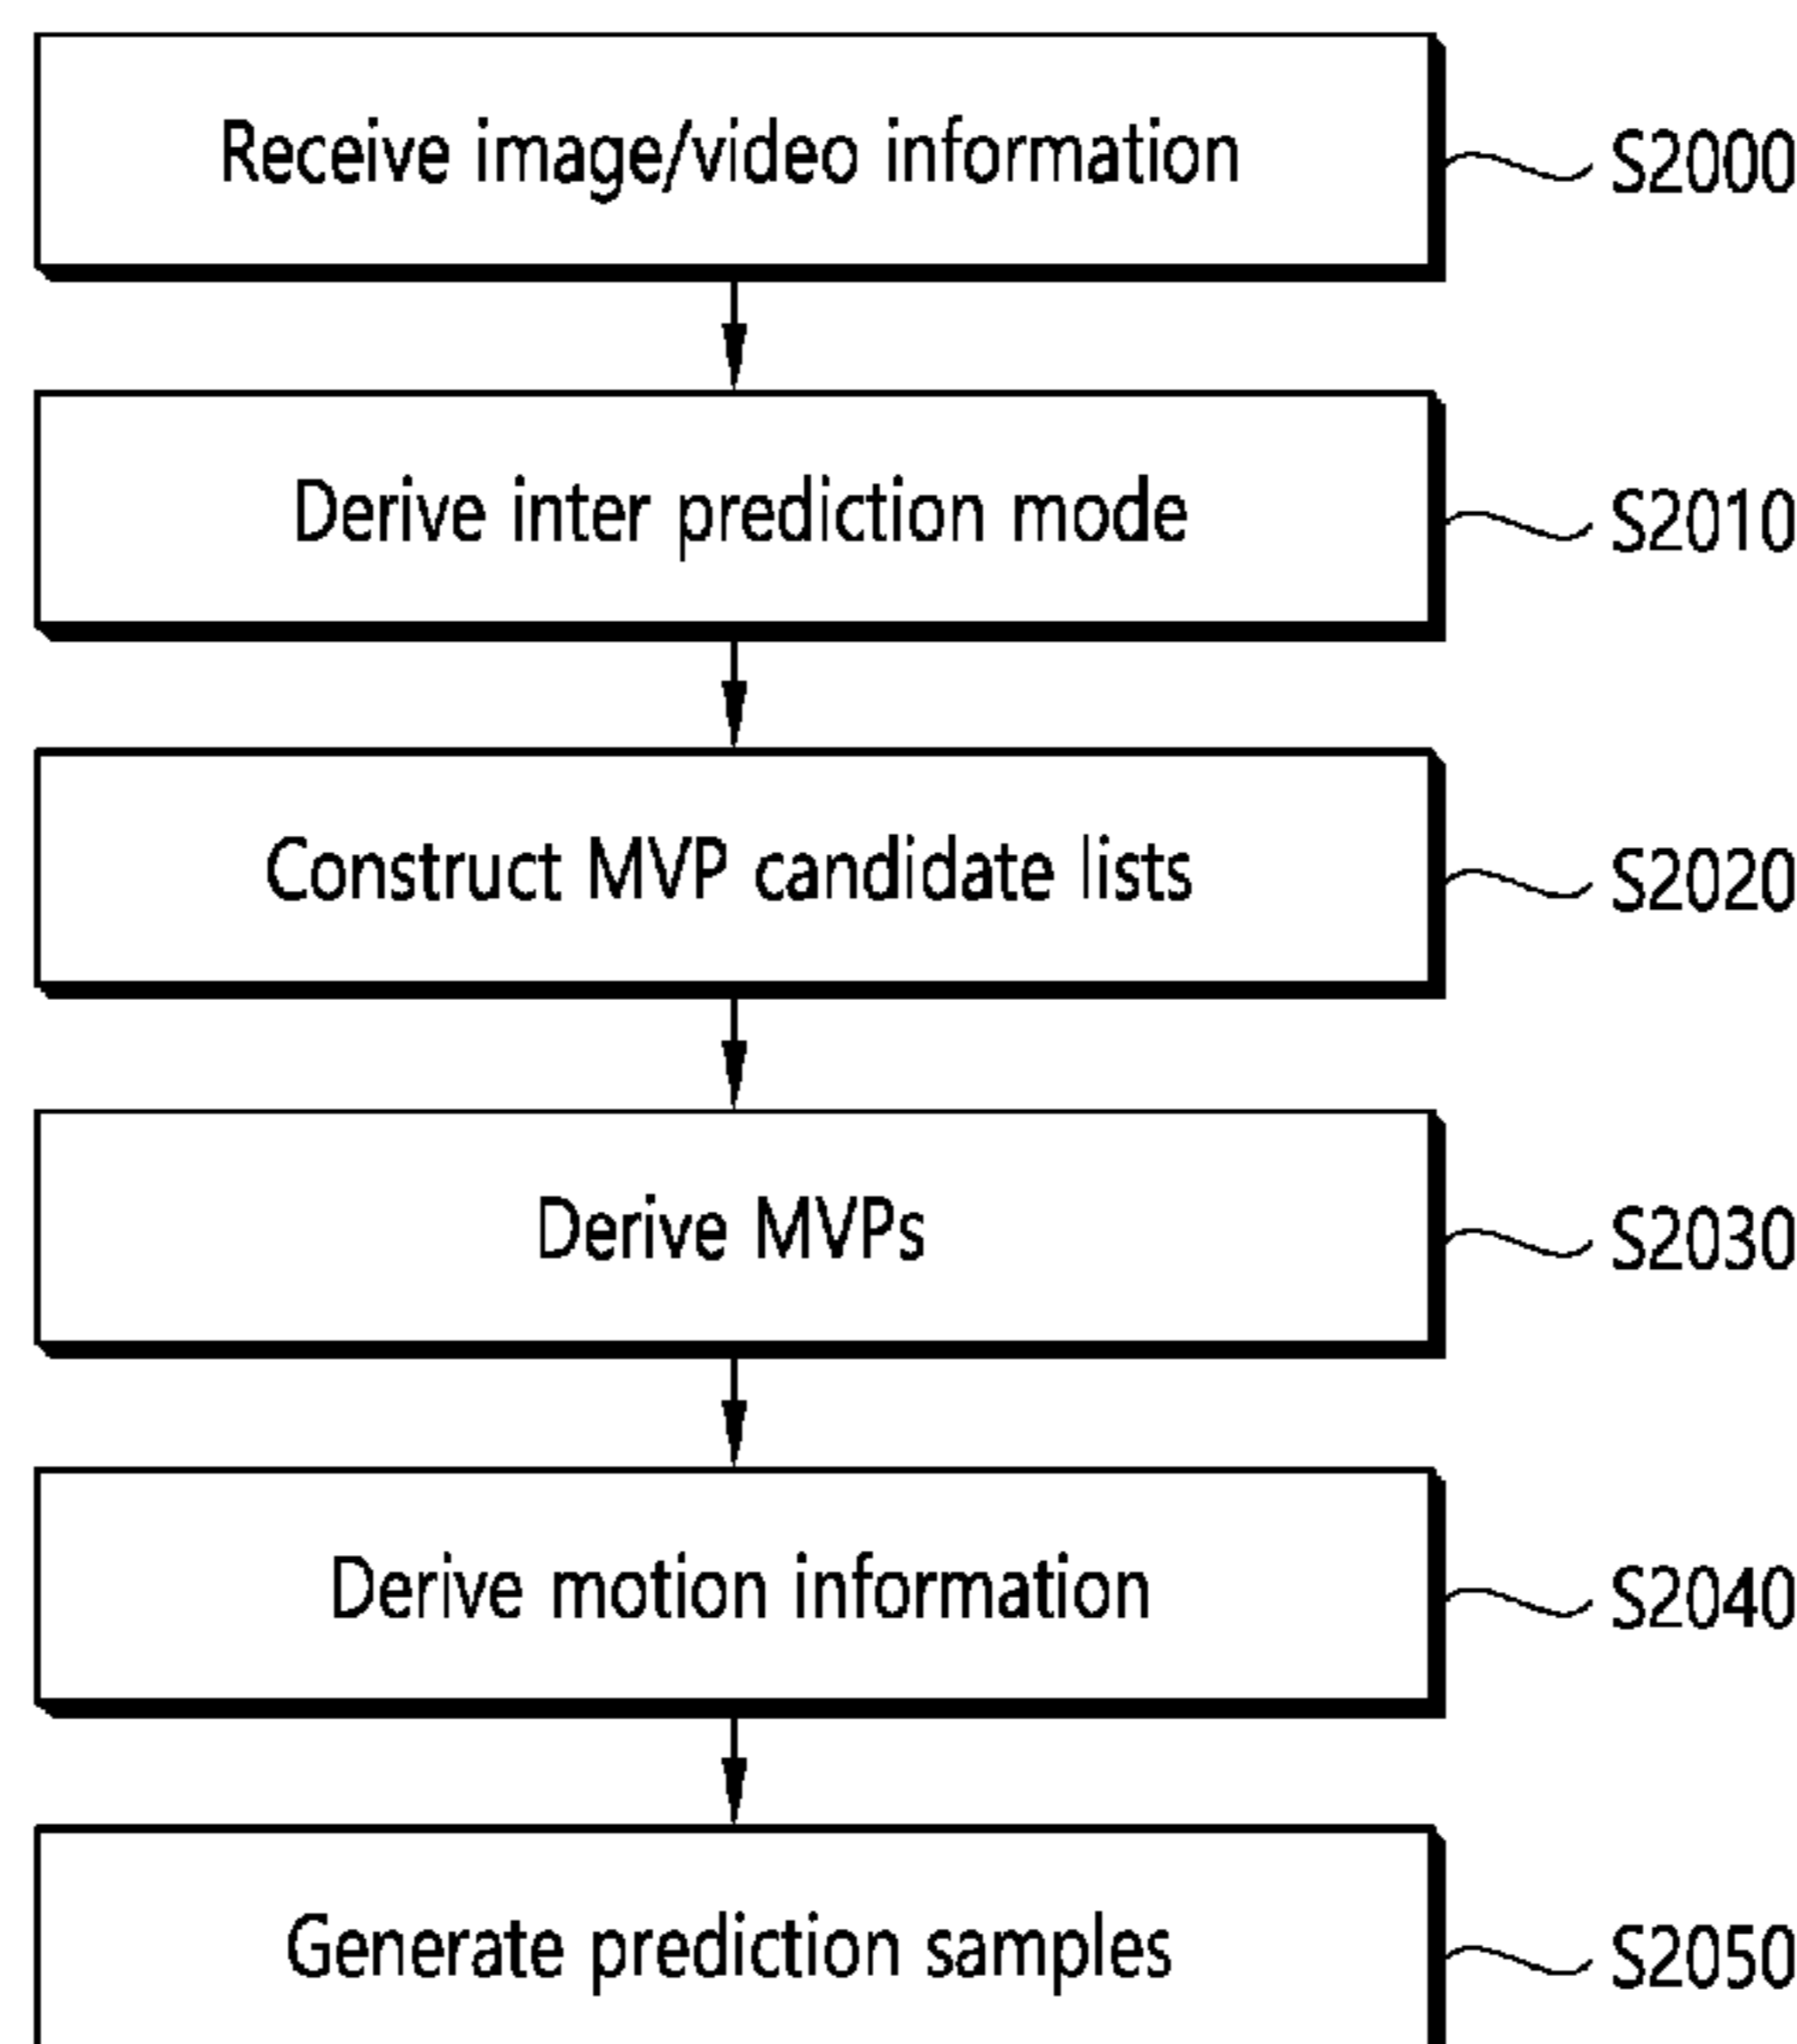 Receive image/video information
S2000
Derive inter prediction mode
S2010
Construct MVP candidate lists
S2020
Derive MVPs
S2030
Derive motion information
S2040
Generate prediction samples
S2050